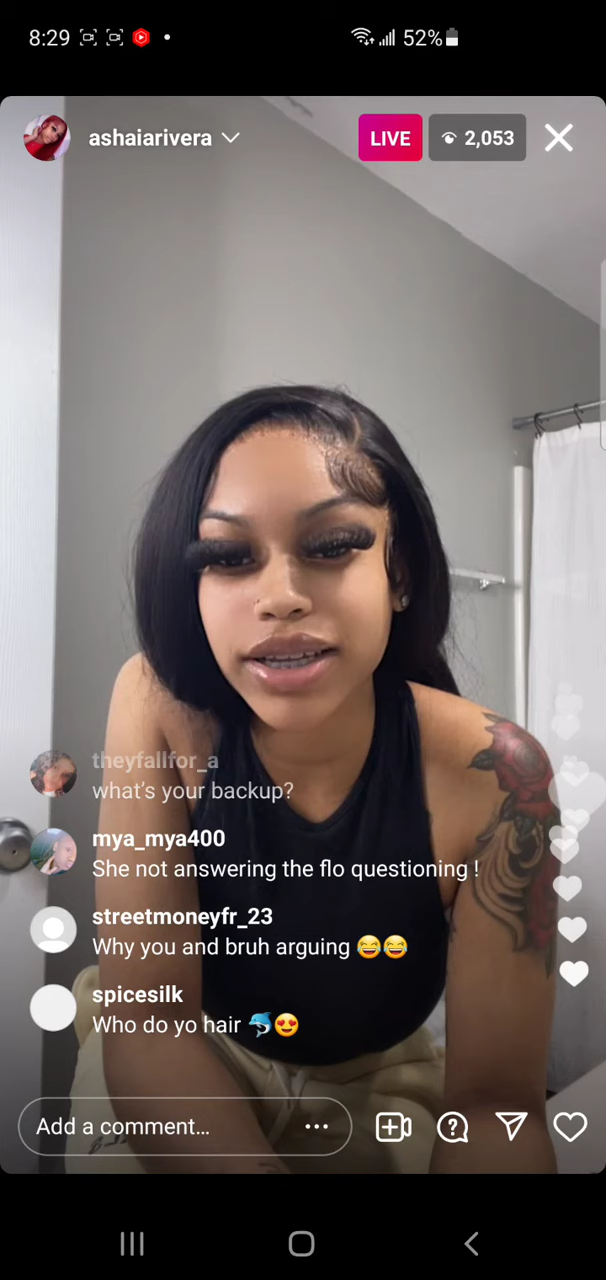 8:29
52%
ashaiarivera
LIVE
2,053
theyfallfor_a
what's your backup?
mya_mya400
She not answering the flo questioning !
streetmoneyfr_23
Why you and bruh arguing 😂😂
spicesilk
Who do yo hair 🐬😍
Add a comment...